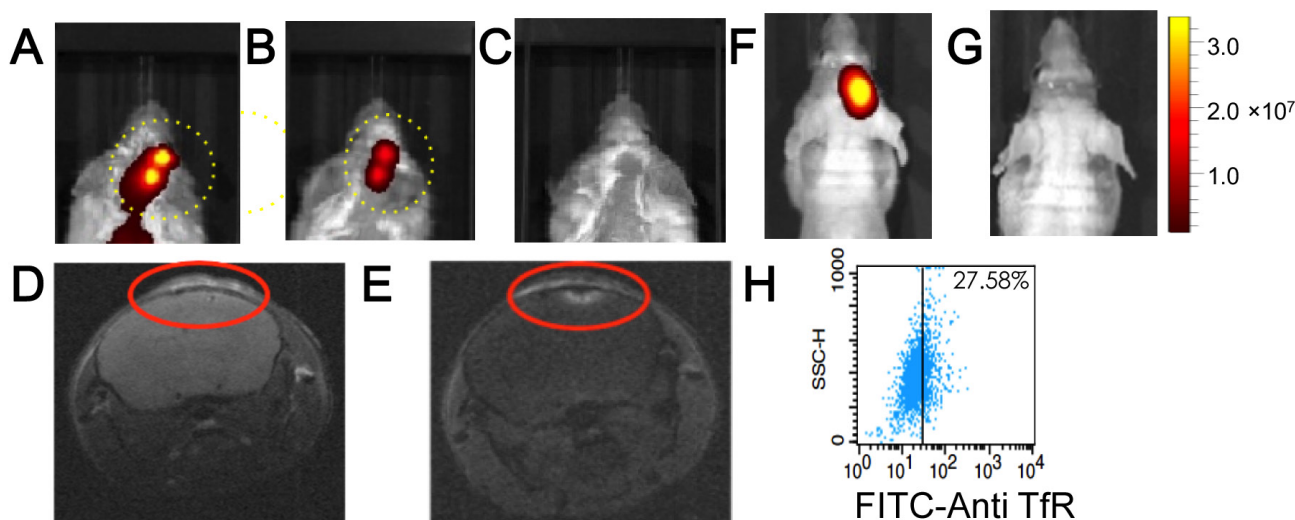 A
B
C
F
G
3.0
2.0 ×10⁷
1.0
D
E
H
27.58%
1000
SSC-H
0
10⁰ 10¹ 10² 10³ 10⁴
FITC-Anti TfR